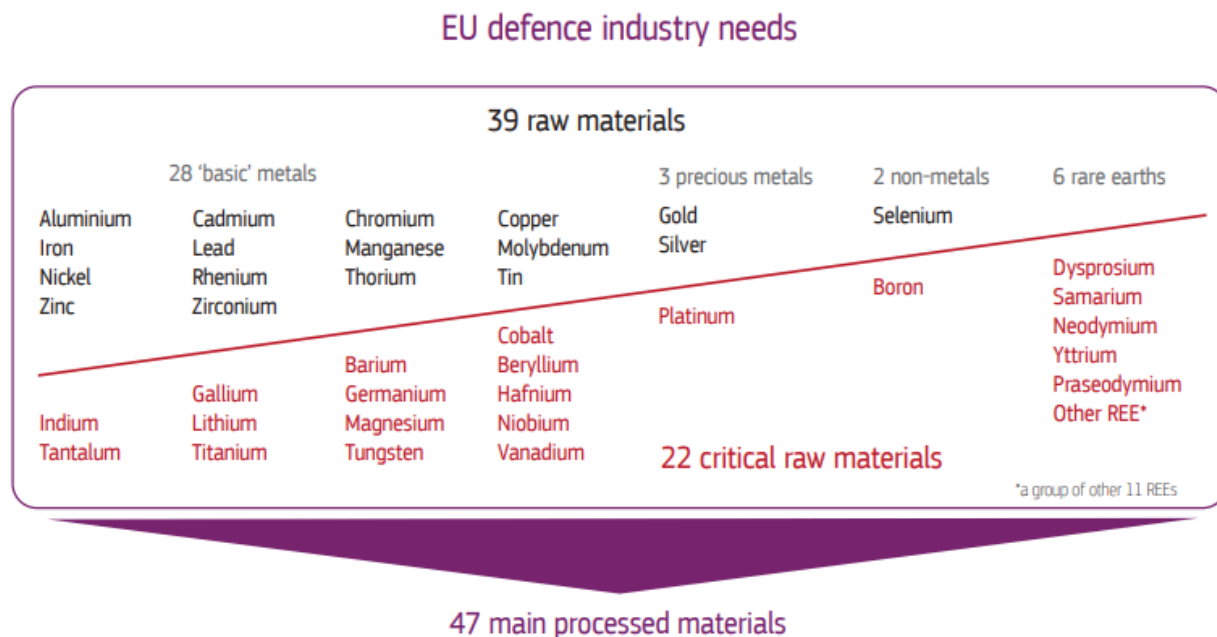 EU defence industry needs
39 raw materials
28 ‘basic’ metals
3 precious metals
2 non-metals
6 rare earths
Aluminium
Iron
Nickel
Zinc
Cadmium
Lead
Rhenium
Zirconium
Chromium
Manganese
Thorium
Copper
Molybdenum
Tin
Gold
Silver
Selenium
Indium
Tantalum
Gallium
Lithium
Titanium
Barium
Germanium
Magnesium
Tungsten
Cobalt
Beryllium
Hafnium
Niobium
Vanadium
Platinum
Boron
Dysprosium
Samarium
Neodymium
Yttrium
Praseodymium
Other REE*
22 critical raw materials
*a group of other 11 REEs
47 main processed materials